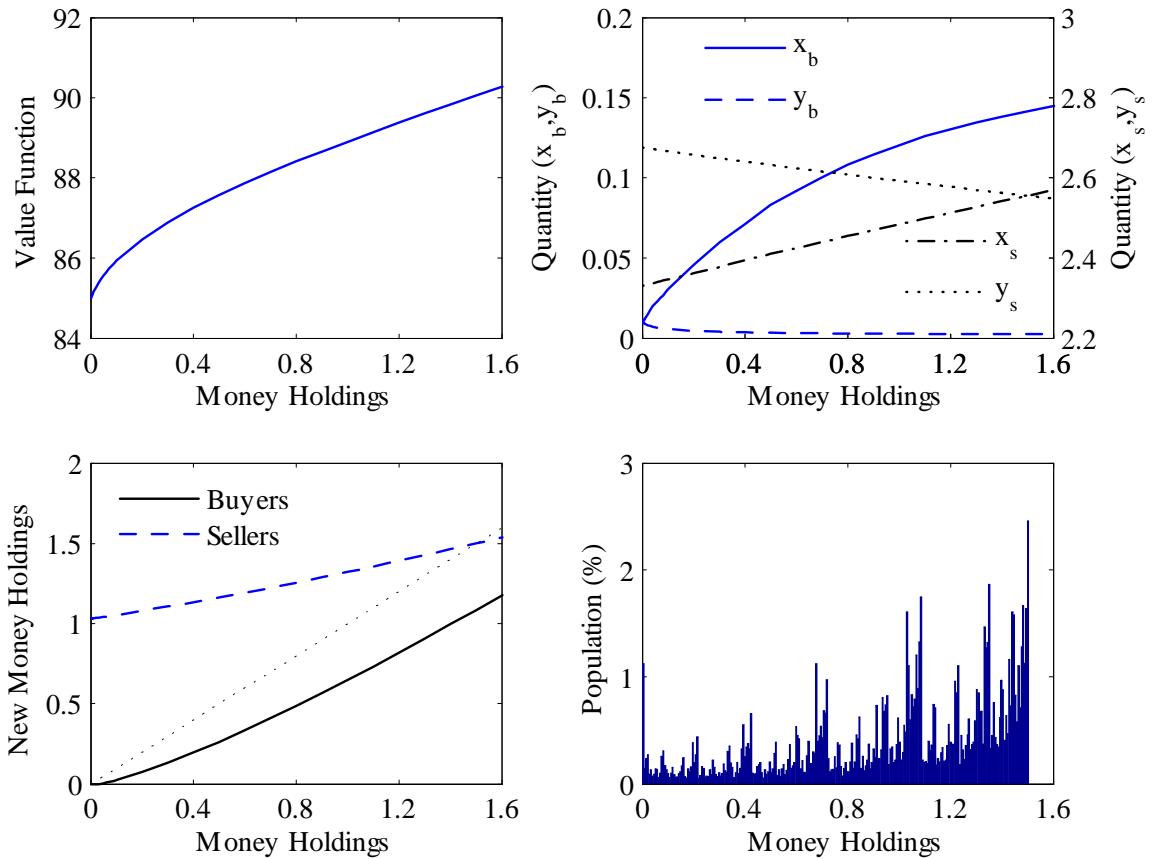 92
90
88
86
84
0
0.4
0.8
1.2
1.6
Value Function
Money Holdings
0.2
0.15
0.1
0.05
0
3
2.8
2.6
2.4
2.2
0
0.4
0.8
1.2
1.6
x_b
y_b
x_s
y_s
Quantity (x_b,y_b)
Quantity (x_s,y_s)
Money Holdings
2
1.5
1
0.5
0
0
0.4
0.8
1.2
1.6
Buyers
Sellers
New Money Holdings
Money Holdings
3
2
1
0
0
0.4
0.8
1.2
1.6
Population (%)
Money Holdings